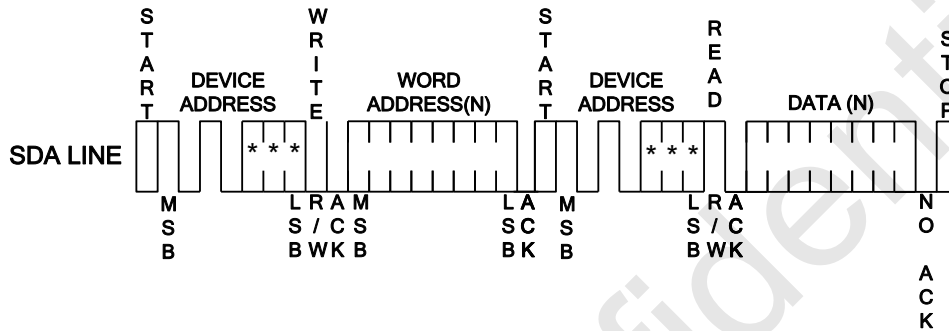 START
WRITE
START
READ
STOP
DEVICE
ADDRESS
WORD
ADDRESS(N)
DEVICE
ADDRESS
DATA (N)
SDA LINE
* * *
* * *
MSB
LSB
R/W
ACK
MSB
LSB
ACK
MSB
LSB
R/W
ACK
NO ACK